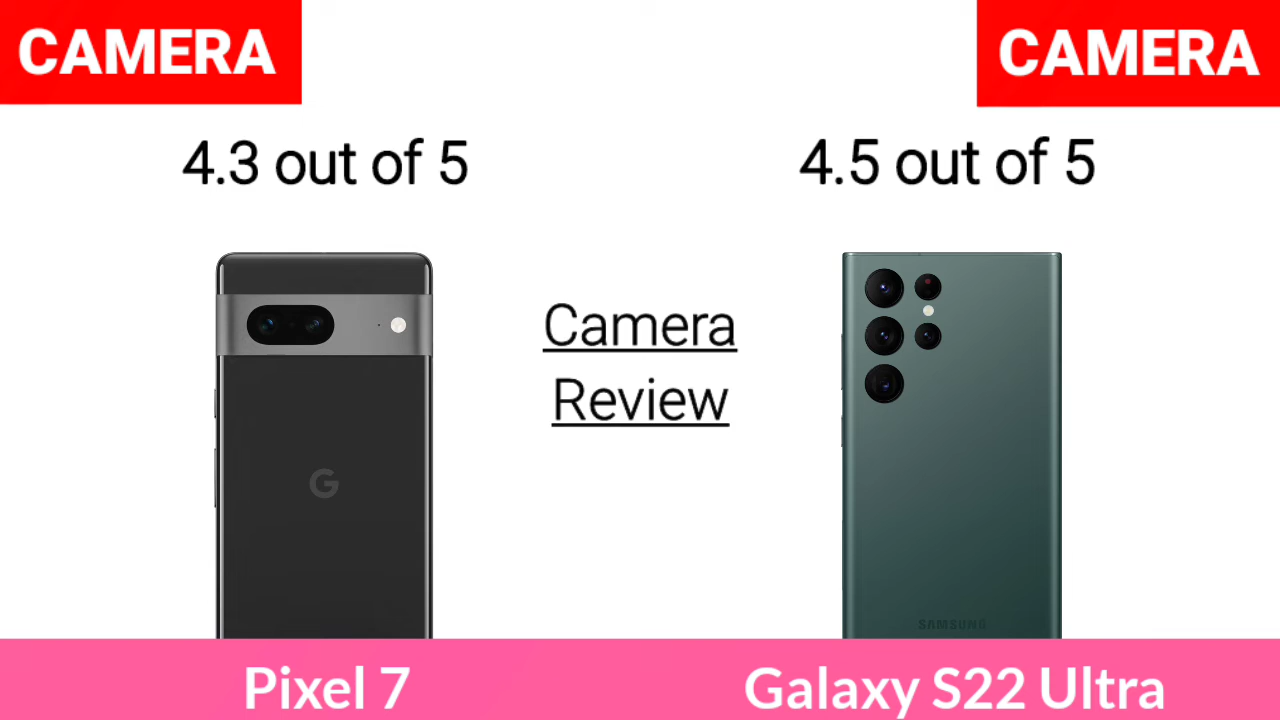 CAMERA
CAMERA
4.3 out of 5
4.5 out of 5
Camera
Review
G
SAMSUNG
Pixel 7
Galaxy S22 Ultra